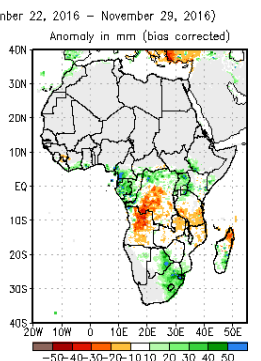 nber 22, 2016 – November 29, 2016)
Anomaly in mm (bias corrected)
40N
30N
20N
10N
EQ
10S
20S
30S
40S
20W 10W 0 10E 20E 30E 40E 50E
-50-40-30-20-10 10 20 30 40 50